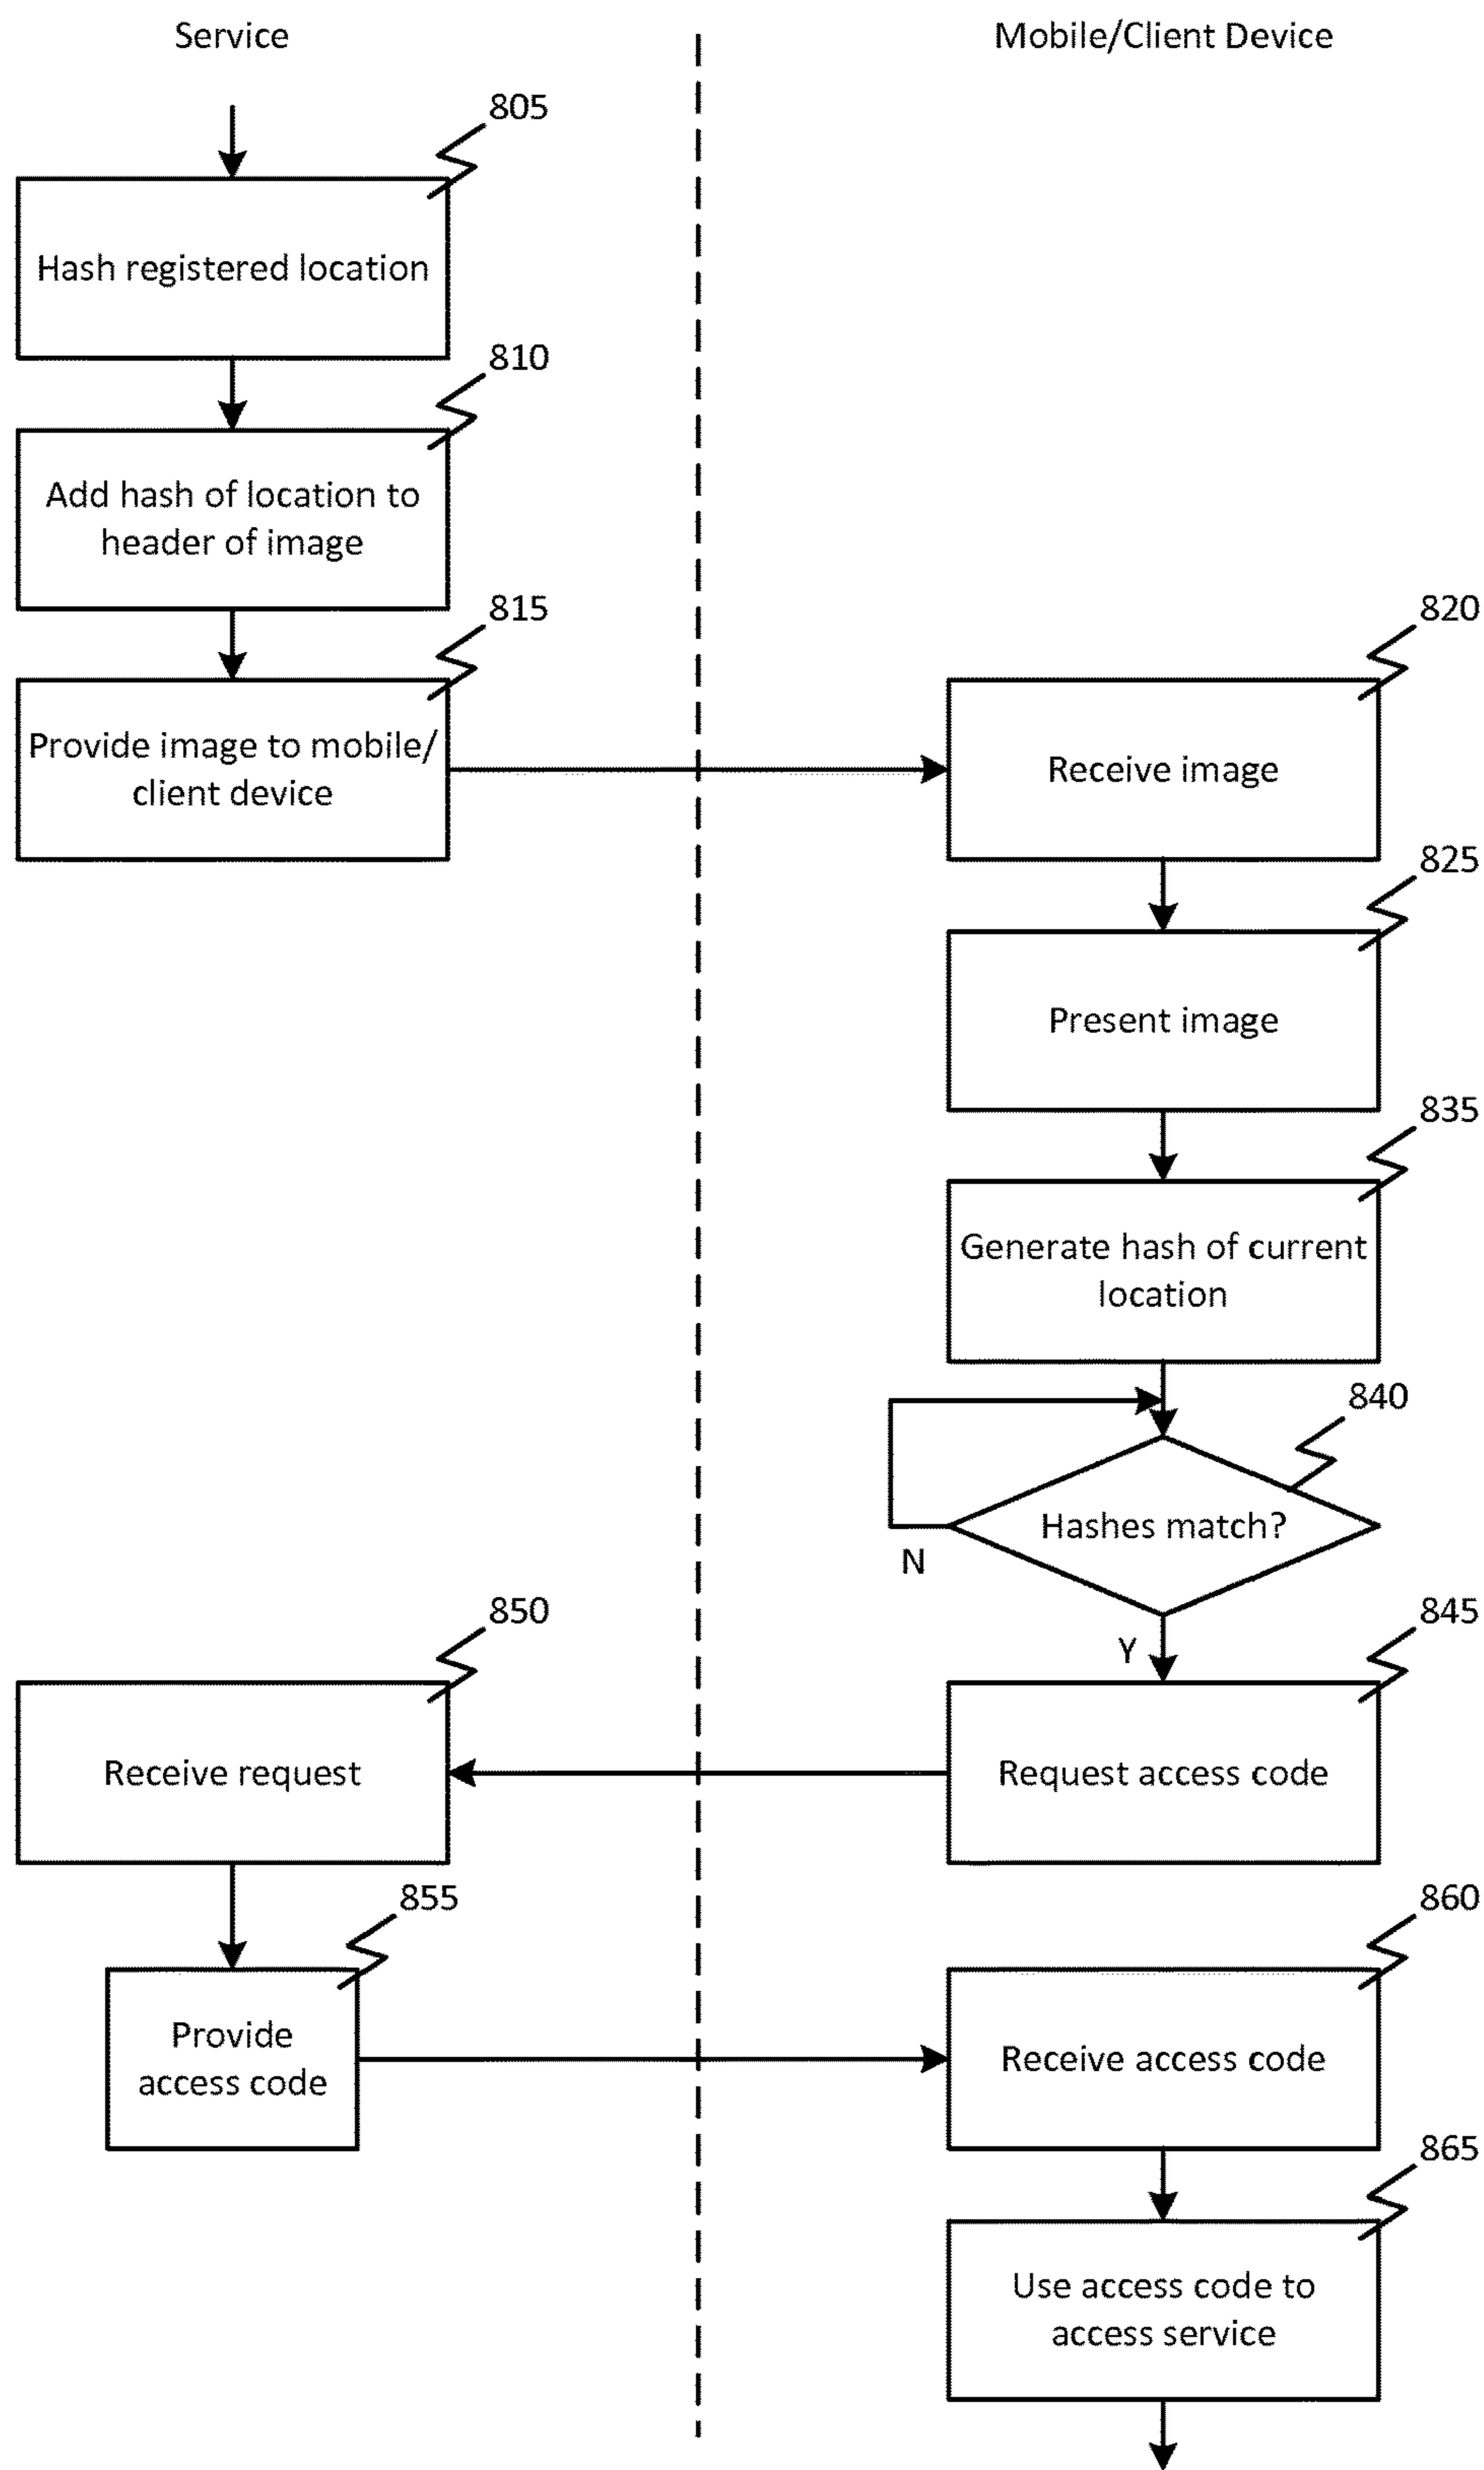 Service
Mobile/Client Device
805
Hash registered location
810
Add hash of location to
header of image
815
Provide image to mobile/
client device
820
Receive image
825
Present image
835
Generate hash of current
location
840
Hashes match?
N
Y
845
Request access code
850
Receive request
855
Provide
access code
860
Receive access code
865
Use access code to
access service